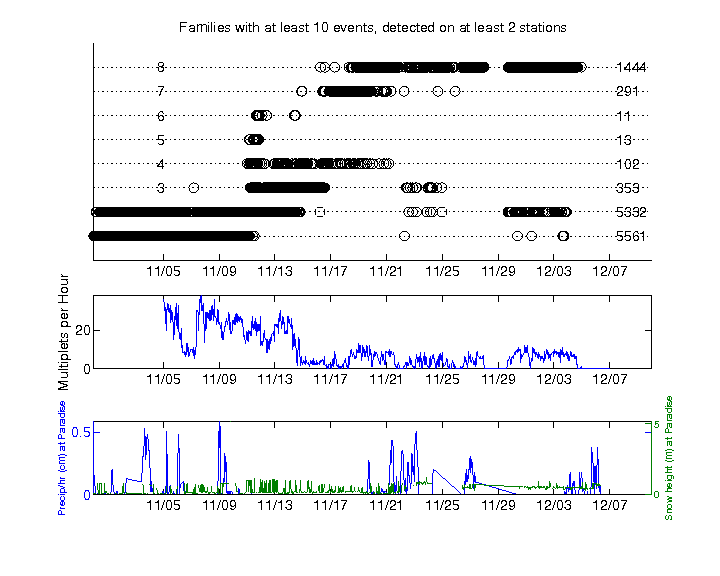 Families with at least 10 events, detected on at least 2 stations
8 1444
7 291
6 11
5 13
4 102
3 353
5332
5561
11/05 11/09 11/13 11/17 11/21 11/25 11/29 12/03 12/07
Multiplets per Hour
20
0
11/05 11/09 11/13 11/17 11/21 11/25 11/29 12/03 12/07
Precip/hr (cm) at Paradise
0.5
0
5
0
Snow height (m) at Paradise
11/05 11/09 11/13 11/17 11/21 11/25 11/29 12/03 12/07